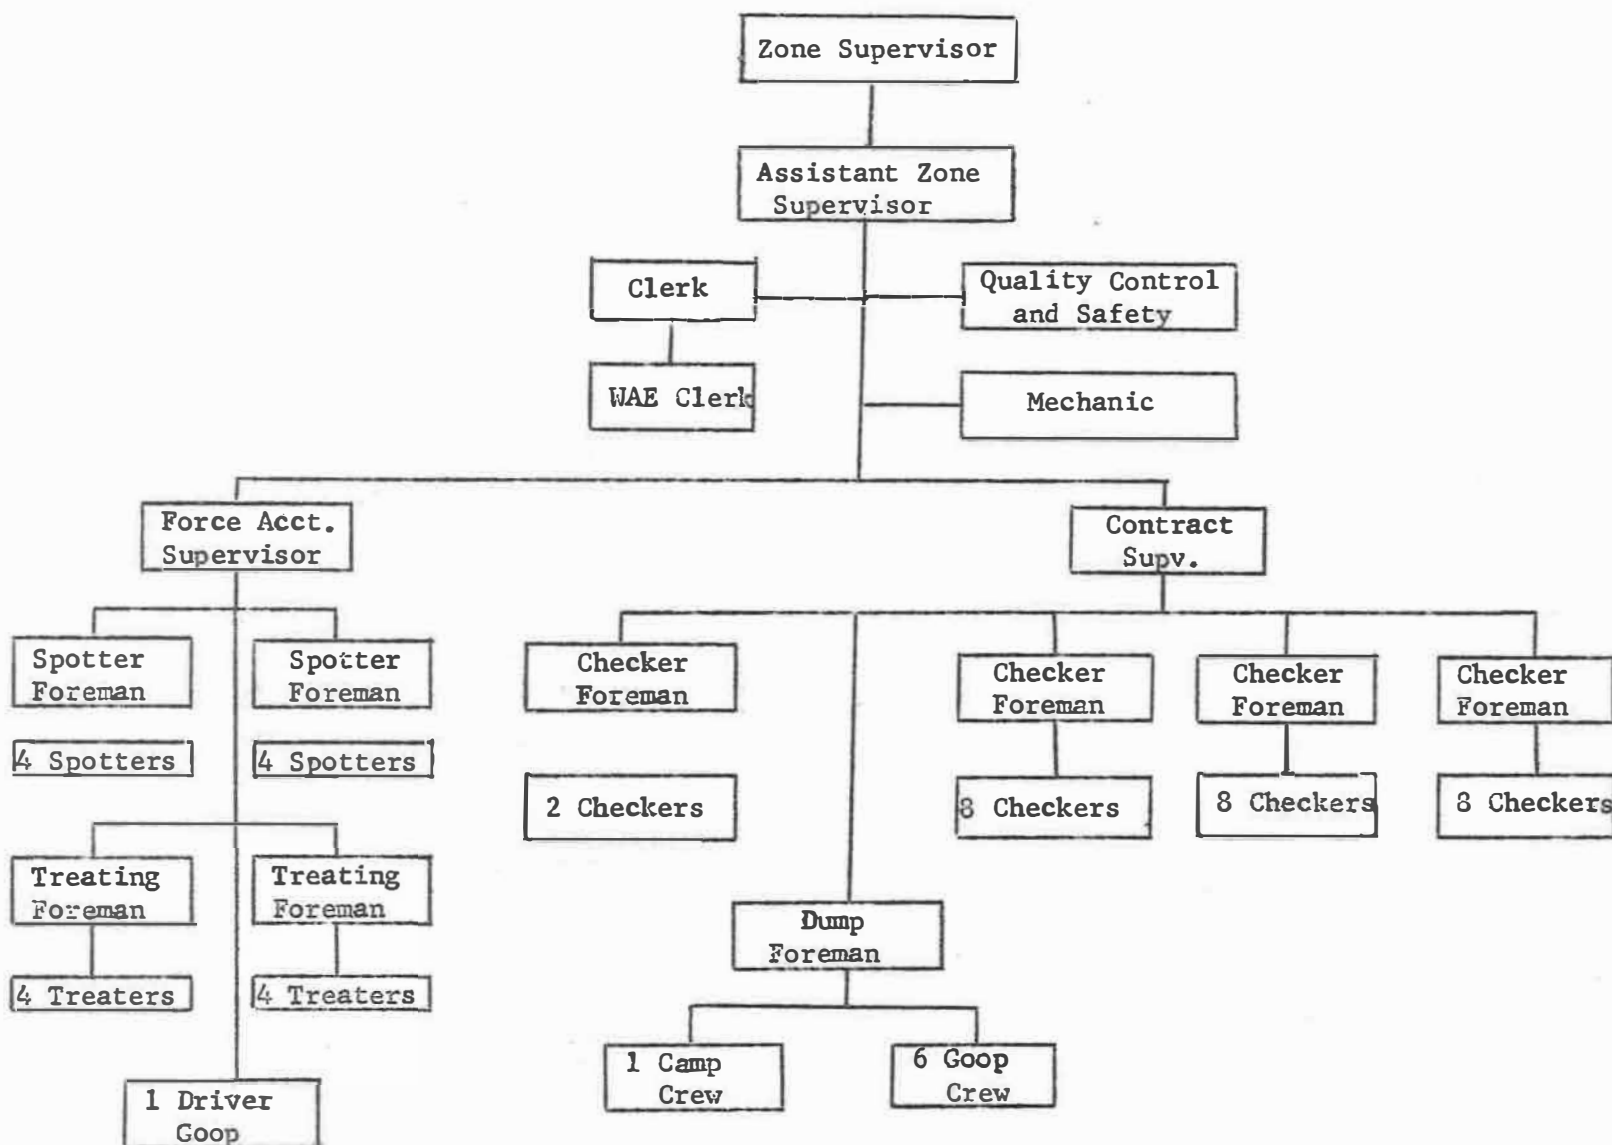 Zone Supervisor
Assistant Zone
Supervisor
Clerk
Quality Control
and Safety
WAE Clerk
Mechanic
Force Acct.
Supervisor
Contract
Supv.
Spotter
Foreman
Spotter
Foreman
Checker
Foreman
Checker
Foreman
Checker
Foreman
Checker
Foreman
4 Spotters
4 Spotters
2 Checkers
8 Checkers
8 Checkers
8 Checkers
Treating
Foreman
Treating
Foreman
Dump
Foreman
4 Treaters
4 Treaters
1 Camp
Crew
6 Goop
Crew
1 Driver
Goop